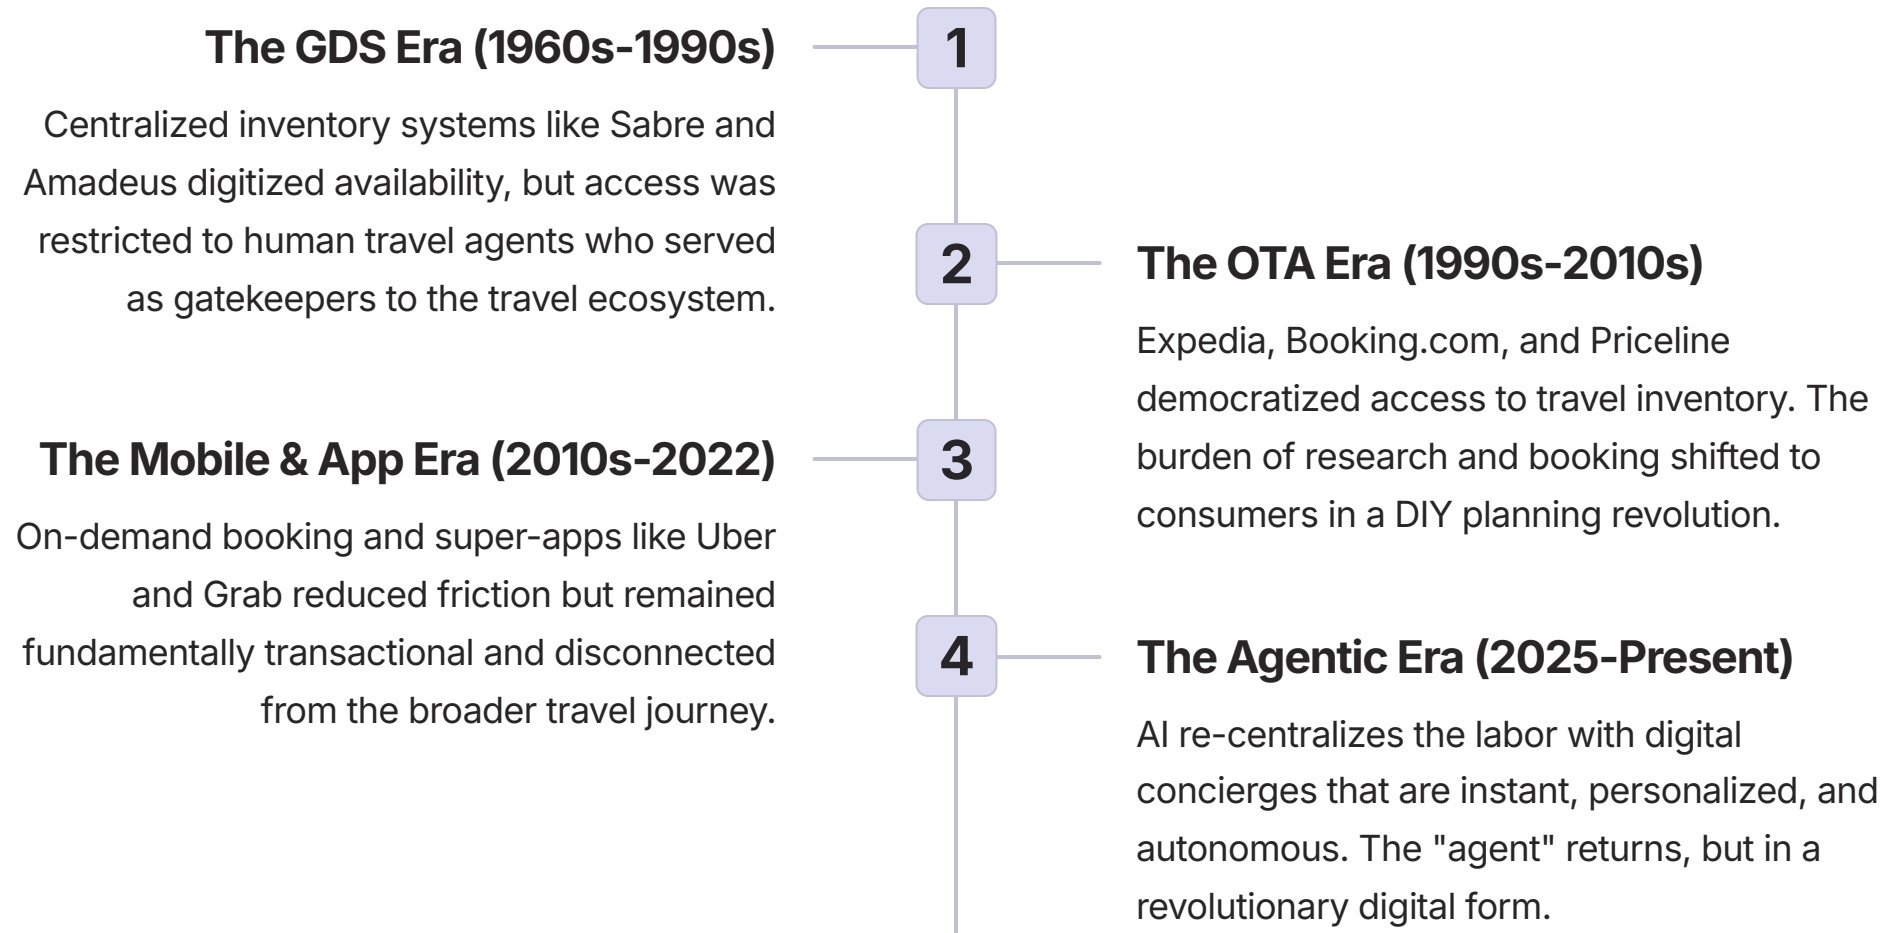 1
The GDS Era (1960s-1990s)
Centralized inventory systems like Sabre and
Amadeus digitized availability, but access was
restricted to human travel agents who served
as gatekeepers to the travel ecosystem.
2
The OTA Era (1990s-2010s)
Expedia, Booking.com, and Priceline
democratized access to travel inventory. The
burden of research and booking shifted to
consumers in a DIY planning revolution.
3
The Mobile & App Era (2010s-2022)
On-demand booking and super-apps like Uber
and Grab reduced friction but remained
fundamentally transactional and disconnected
from the broader travel journey.
4
The Agentic Era (2025-Present)
AI re-centralizes the labor with digital
concierges that are instant, personalized, and
autonomous. The "agent" returns, but in a
revolutionary digital form.